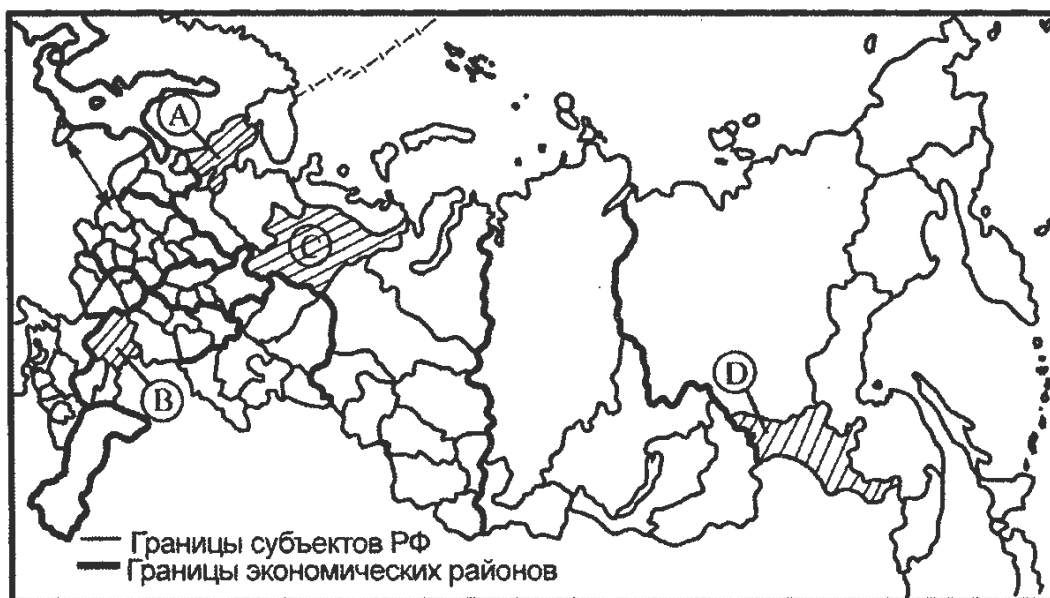 A
C
D
B
Границы субъектов РФ
Границы экономических районов